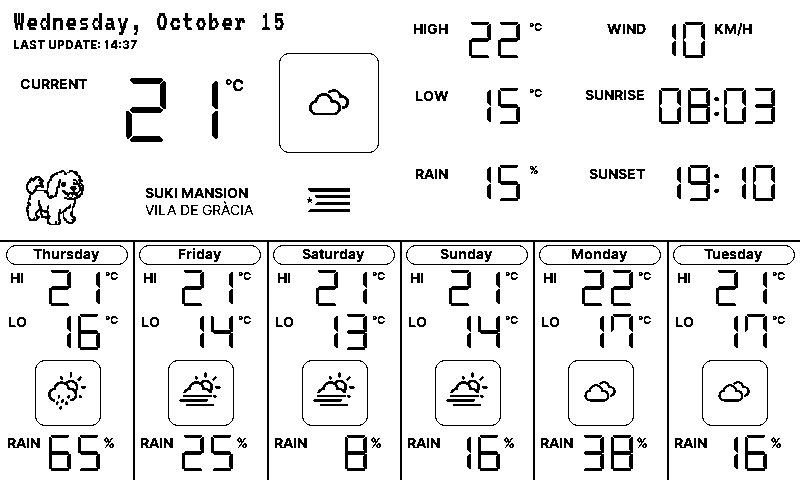 Wednesday, October 15
LAST UPDATE: 14:37
CURRENT 21 °C
HIGH 22 °C
LOW 15 °C
RAIN 15 %
WIND 10 KM/H
SUNRISE 08:03
SUNSET 19:10
SUKI MANSION
VILA DE GRÀCIA
Thursday
HI 21 °C
LO 16 °C
RAIN 65 %
Friday
HI 21 °C
LO 14 °C
RAIN 25 %
Saturday
HI 21 °C
LO 13 °C
RAIN 8 %
Sunday
HI 21 °C
LO 14 °C
RAIN 16 %
Monday
HI 22 °C
LO 17 °C
RAIN 38 %
Tuesday
HI 21 °C
LO 17 °C
RAIN 16 %